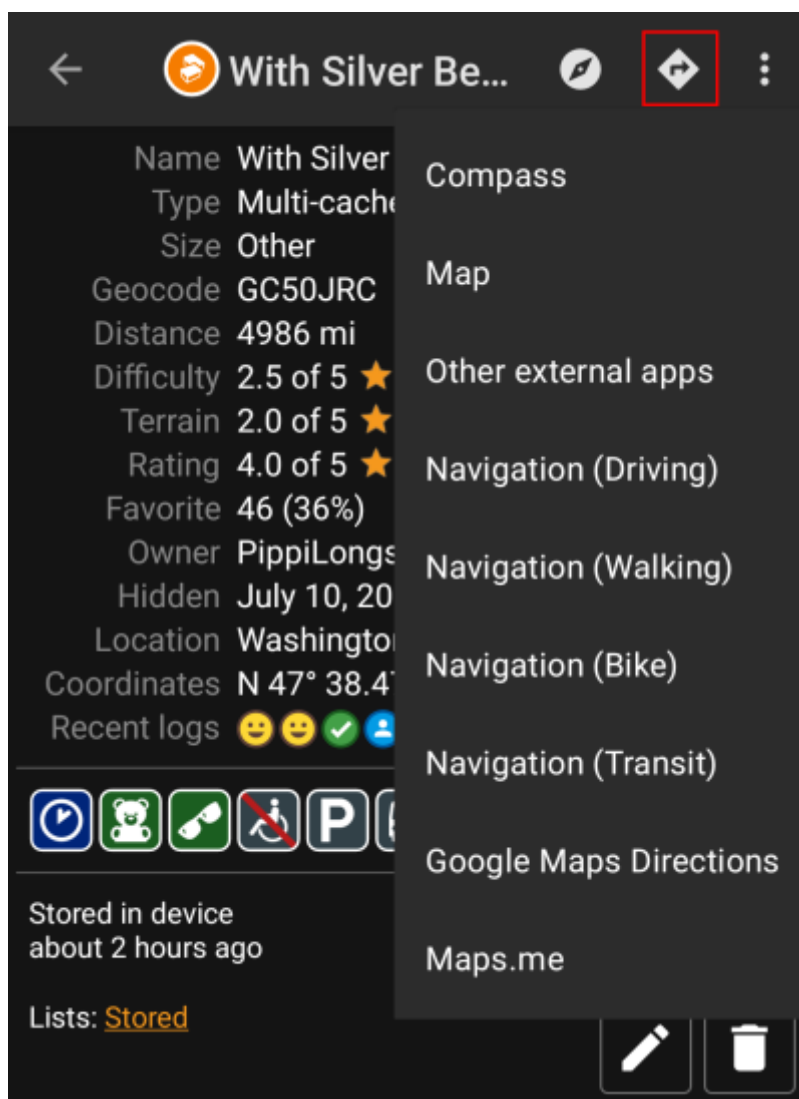 With Silver Be...
Name With Silver
Type Multi-cache
Size Other
Geocode GC50JRC
Distance 4986 mi
Difficulty 2.5 of 5
Terrain 2.0 of 5
Rating 4.0 of 5
Favorite 46 (36%)
Owner PippiLongs
Hidden July 10, 20
Location Washington
Coordinates N 47° 38.47
Recent logs
P
Stored in device
about 2 hours ago
Lists: Stored
Compass
Map
Other external apps
Navigation (Driving)
Navigation (Walking)
Navigation (Bike)
Navigation (Transit)
Google Maps Directions
Maps.me